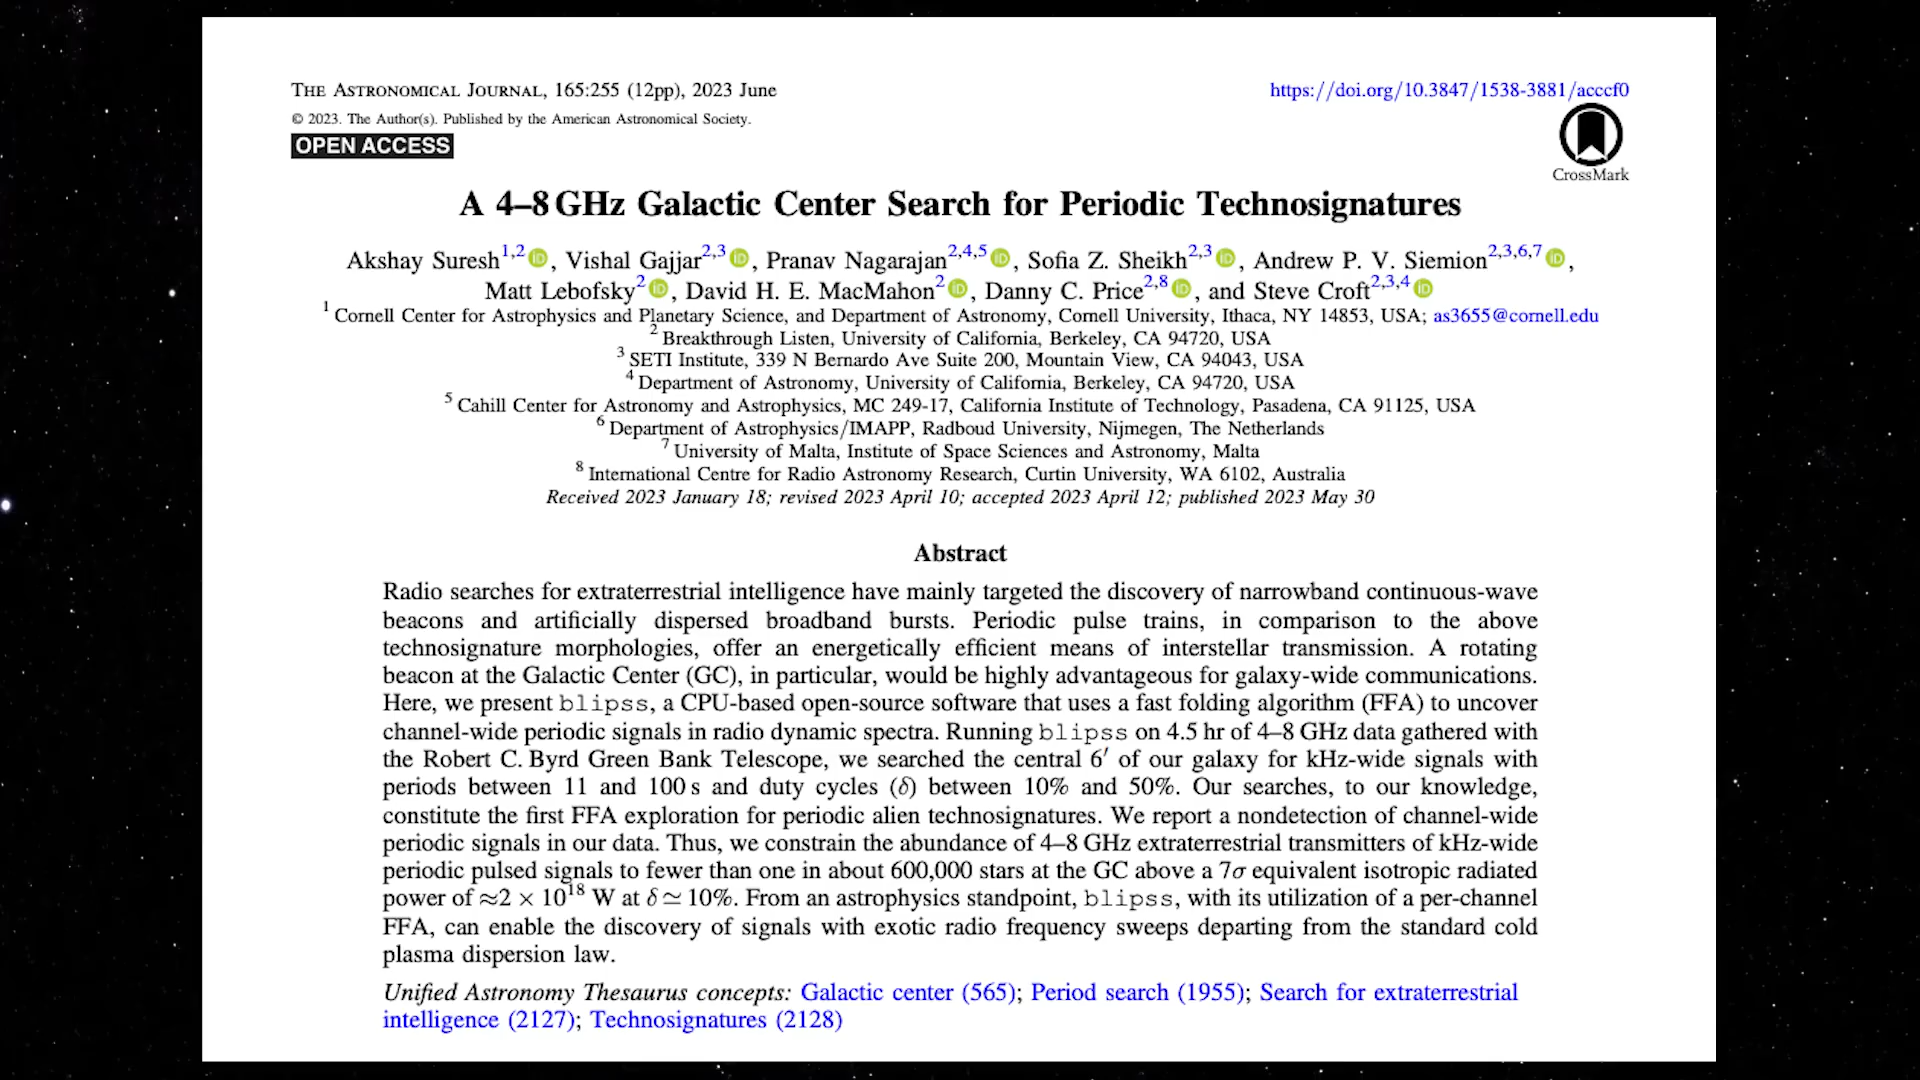 THE ASTRONOMICAL JOURNAL, 165:255 (12pp), 2023 June
https://doi.org/10.3847/1538-3881/acccf0
© 2023. The Author(s). Published by the American Astronomical Society.
OPEN ACCESS
CrossMark
A 4–8 GHz Galactic Center Search for Periodic Technosignatures
Akshay Suresh1,2 iD, Vishal Gajjar2,3 iD, Pranav Nagarajan2,4,5 iD, Sofia Z. Sheikh2,3 iD, Andrew P. V. Siemion2,3,6,7 iD,
Matt Lebofsky2 iD, David H. E. MacMahon2 iD, Danny C. Price2,8 iD, and Steve Croft2,3,4 iD
1 Cornell Center for Astrophysics and Planetary Science, and Department of Astronomy, Cornell University, Ithaca, NY 14853, USA; as3655@cornell.edu
2 Breakthrough Listen, University of California, Berkeley, CA 94720, USA
3 SETI Institute, 339 N Bernardo Ave Suite 200, Mountain View, CA 94043, USA
4 Department of Astronomy, University of California, Berkeley, CA 94720, USA
5 Cahill Center for Astronomy and Astrophysics, MC 249-17, California Institute of Technology, Pasadena, CA 91125, USA
6 Department of Astrophysics/IMAPP, Radboud University, Nijmegen, The Netherlands
7 University of Malta, Institute of Space Sciences and Astronomy, Malta
8 International Centre for Radio Astronomy Research, Curtin University, WA 6102, Australia
Received 2023 January 18; revised 2023 April 10; accepted 2023 April 12; published 2023 May 30
Abstract
Radio searches for extraterrestrial intelligence have mainly targeted the discovery of narrowband continuous-wave
beacons and artificially dispersed broadband bursts. Periodic pulse trains, in comparison to the above
technosignature morphologies, offer an energetically efficient means of interstellar transmission. A rotating
beacon at the Galactic Center (GC), in particular, would be highly advantageous for galaxy-wide communications.
Here, we present blipss, a CPU-based open-source software that uses a fast folding algorithm (FFA) to uncover
channel-wide periodic signals in radio dynamic spectra. Running blipss on 4.5 hr of 4–8 GHz data gathered with
the Robert C. Byrd Green Bank Telescope, we searched the central 6′ of our galaxy for kHz-wide signals with
periods between 11 and 100 s and duty cycles (δ) between 10% and 50%. Our searches, to our knowledge,
constitute the first FFA exploration for periodic alien technosignatures. We report a nondetection of channel-wide
periodic signals in our data. Thus, we constrain the abundance of 4–8 GHz extraterrestrial transmitters of kHz-wide
periodic pulsed signals to fewer than one in about 600,000 stars at the GC above a 7σ equivalent isotropic radiated
power of ≈2 × 10^18 W at δ ≃ 10%. From an astrophysics standpoint, blipss, with its utilization of a per-channel
FFA, can enable the discovery of signals with exotic radio frequency sweeps departing from the standard cold
plasma dispersion law.
Unified Astronomy Thesaurus concepts: Galactic center (565); Period search (1955); Search for extraterrestrial
intelligence (2127); Technosignatures (2128)